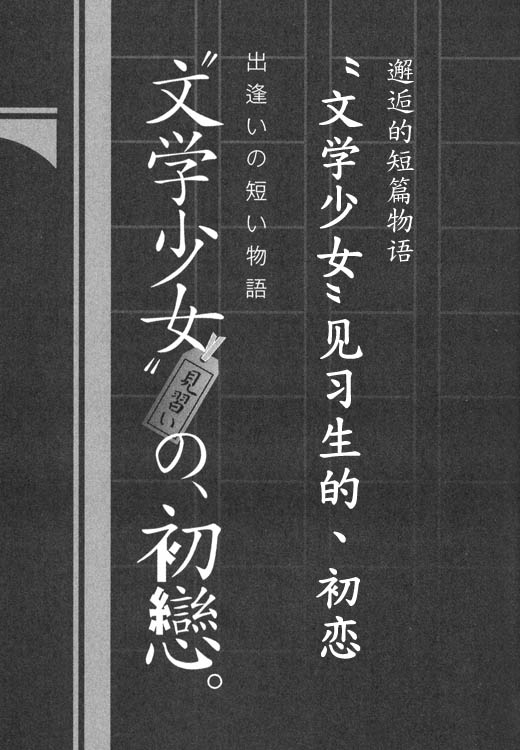 邂逅的短篇物语
〝文学少女〞见习生的、初恋
出逢いの短い物語
〝文学少女〞見習いの、初戀。